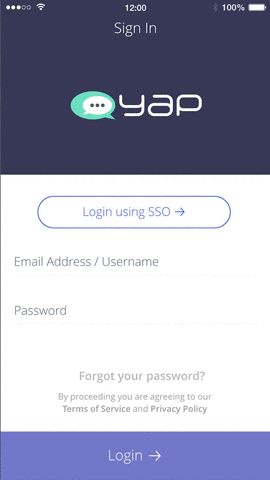 12:00 100%
Sign In
yap
Login using SSO →
Email Address / Username
Password
Forgot your password?
By proceeding you are agreeing to our
Terms of Service and Privacy Policy
Login →